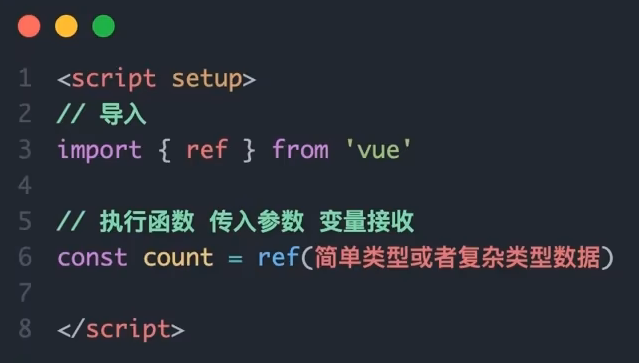 1 <script setup>
2 // 导入
3 import { ref } from 'vue'
4
5 // 执行函数 传入参数 变量接收
6 const count = ref(简单类型或者复杂类型数据)
7
8 </script>